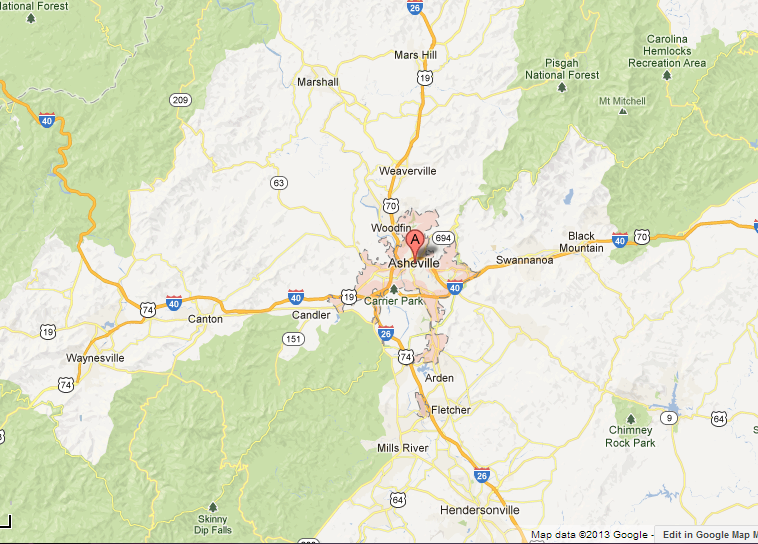 National Forest
26
Mars Hill
Carolina
Hemlocks
Recreation Area
Pisgah
National Forest
Marshall
19
209
Mt Mitchell
40
Weaverville
63
70
Woodfin
A
694
Black
Mountain
40
70
Asheville
Swannanoa
40
Carrier Park
19
40
40
74
Canton
Candler
19
151
26
Waynesville
74
74
Arden
Fletcher
9
64
Chimney
Rock Park
Mills River
26
64
Skinny
Dip Falls
Hendersonville
Map data ©2013 Google -
Edit in Google Map M